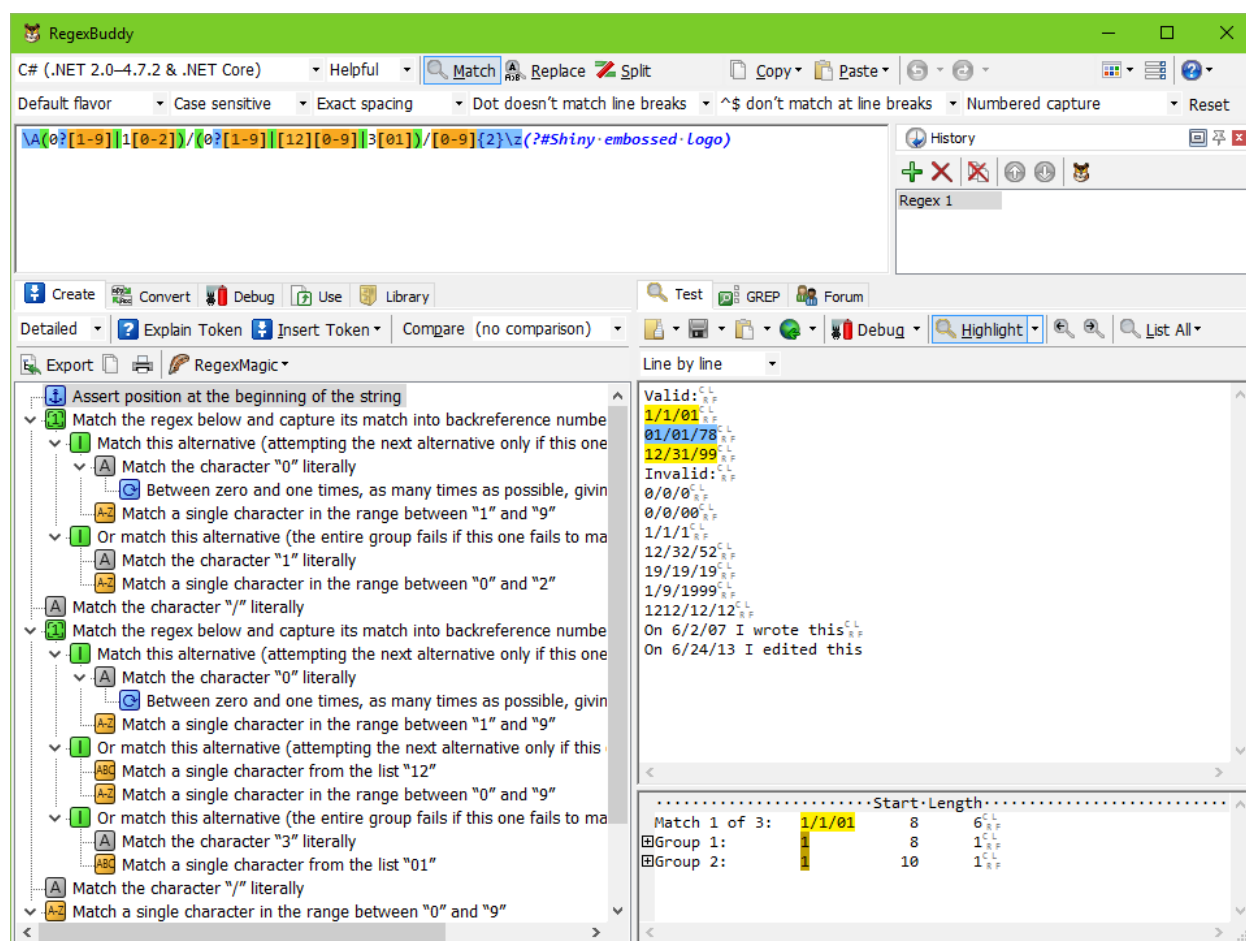 RegexBuddy
C# (.NET 2.0–4.7.2 & .NET Core) Helpful Match Replace Split Copy Paste
Default flavor Case sensitive Exact spacing Dot doesn't match line breaks ^$ don't match at line breaks Numbered capture Reset
\A(0?[1-9]|1[0-2])/(0?[1-9]|[12][0-9]|3[01])/[0-9]{2}\z(?#Shiny·embossed·logo)
History
Regex 1
Create Convert Debug Use Library
Detailed Explain Token Insert Token Compare (no comparison)
Export RegexMagic
Assert position at the beginning of the string
Match the regex below and capture its match into backreference numbe
Match this alternative (attempting the next alternative only if this one
Match the character “0” literally
Between zero and one times, as many times as possible, givin
Match a single character in the range between “1” and “9”
Or match this alternative (the entire group fails if this one fails to ma
Match the character “1” literally
Match a single character in the range between “0” and “2”
Match the character “/” literally
Match the regex below and capture its match into backreference numbe
Match this alternative (attempting the next alternative only if this one
Match the character “0” literally
Between zero and one times, as many times as possible, givin
Match a single character in the range between “1” and “9”
Or match this alternative (attempting the next alternative only if this
Match a single character from the list “12”
Match a single character in the range between “0” and “9”
Or match this alternative (the entire group fails if this one fails to ma
Match the character “3” literally
Match a single character from the list “01”
Match the character “/” literally
Match a single character in the range between “0” and “9”
Test GREP Forum
Debug Highlight List All
Line by line
Valid:
1/1/01
01/01/78
12/31/99
Invalid:
0/0/0
0/0/00
1/1/1
12/32/52
19/19/19
1/9/1999
1212/12/12
On 6/2/07 I wrote this
On 6/24/13 I edited this
Start·Length
Match 1 of 3: 1/1/01 8 6
Group 1: 1 8 1
Group 2: 1 10 1